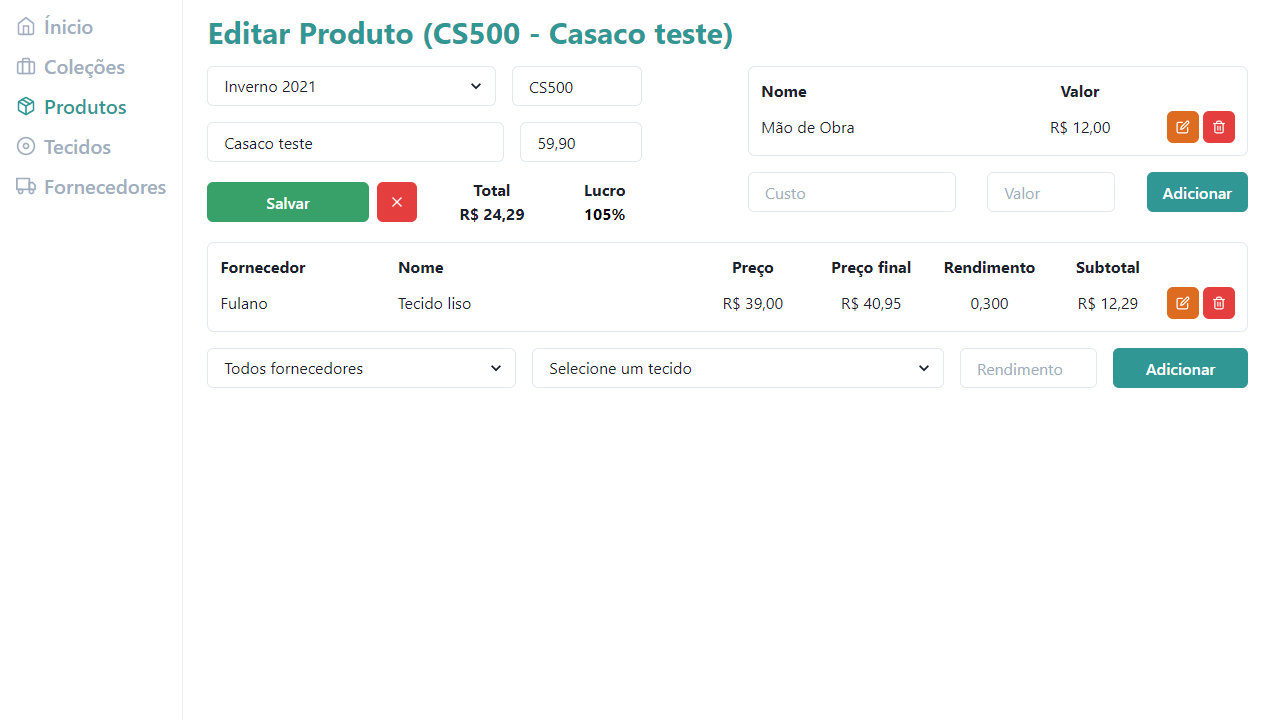 Ínicio
Coleções
Produtos
Tecidos
Fornecedores
Editar Produto (CS500 - Casaco teste)
Inverno 2021
CS500
Casaco teste
59,90
Salvar
Total
R$ 24,29
Lucro
105%
Nome Valor
Mão de Obra R$ 12,00
Custo
Valor
Adicionar
Fornecedor Nome Preço Preço final Rendimento Subtotal
Fulano Tecido liso R$ 39,00 R$ 40,95 0,300 R$ 12,29
Todos fornecedores
Selecione um tecido
Rendimento
Adicionar